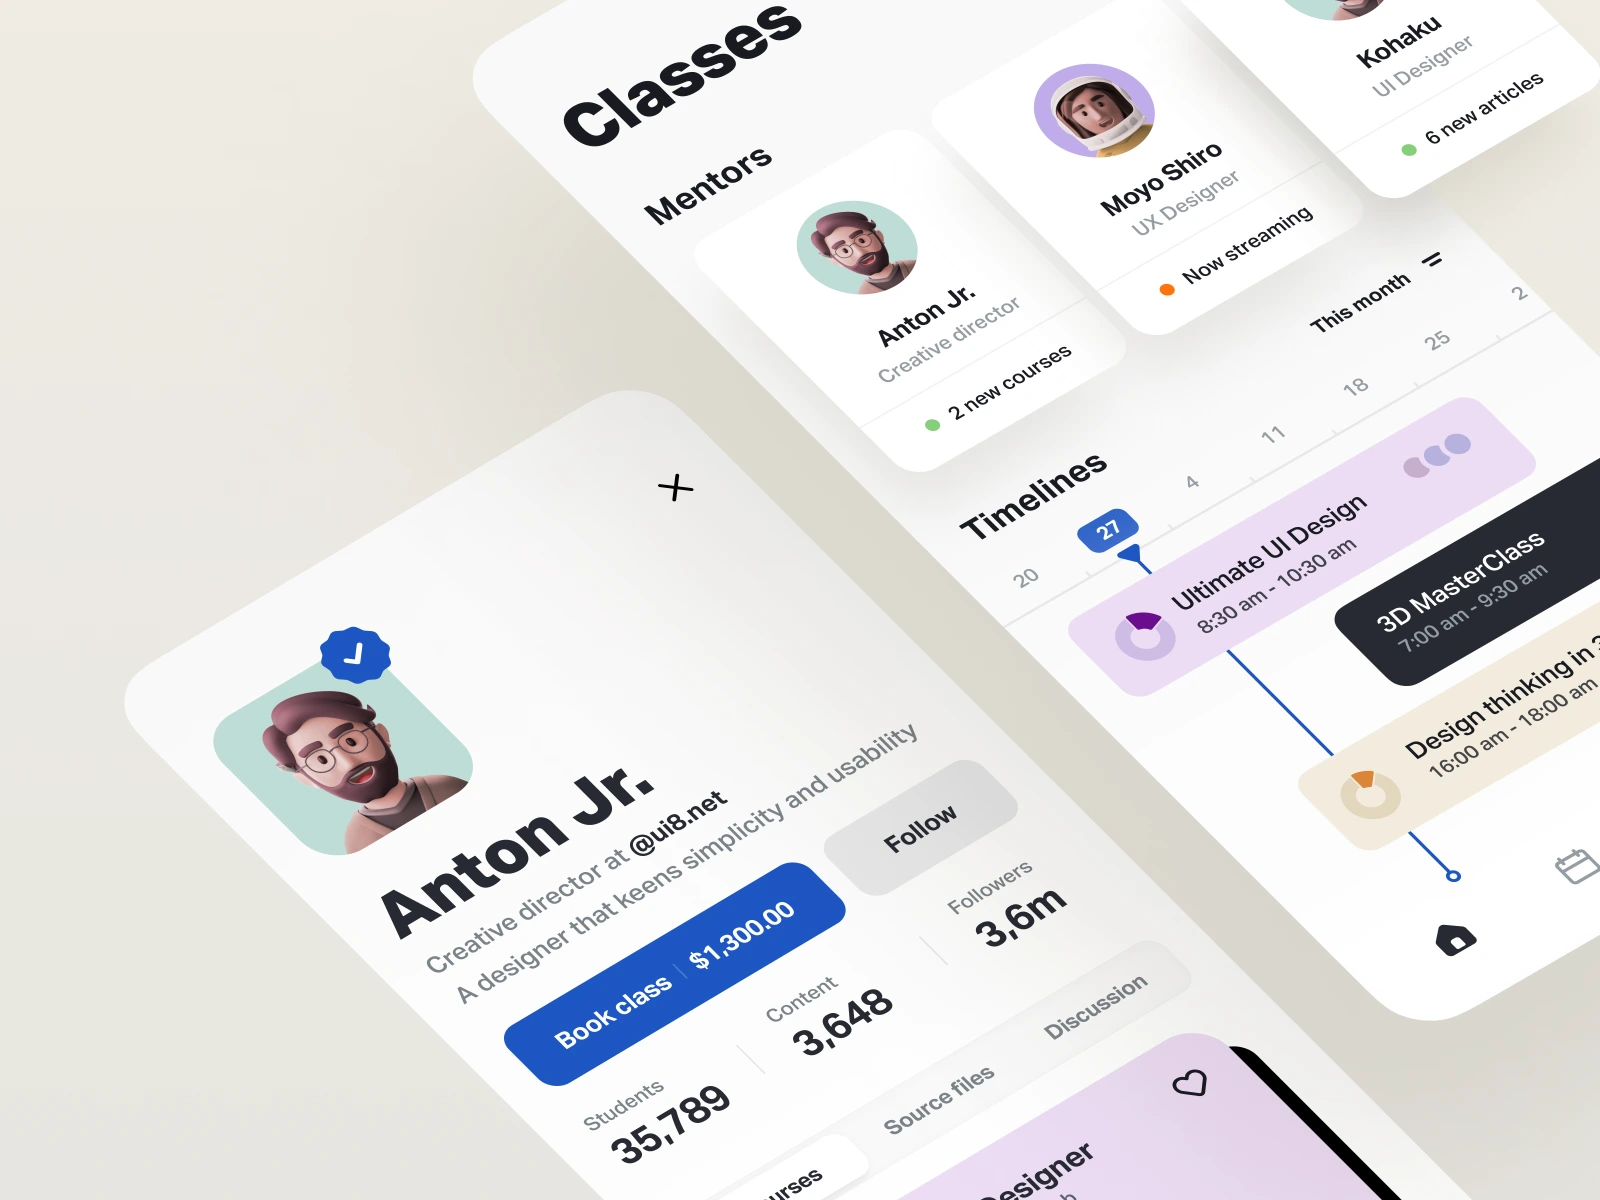 Classes
Mentors
Anton Jr.
Creative director
2 new courses
Moyo Shiro
UX Designer
Now streaming
Kohaku
UI Designer
6 new articles
Timelines
This month
20
27
4
11
18
25
2
Ultimate UI Design
8:30 am - 10:30 am
3D MasterClass
7:00 am - 9:30 am
Design thinking in
16:00 am - 18:00 am
Anton Jr.
Creative director at @ui8.net
A designer that keens simplicity and usability
Book class $1,300.00
Follow
Students
35,789
Content
3,648
Followers
3,6m
Source files
Discussion